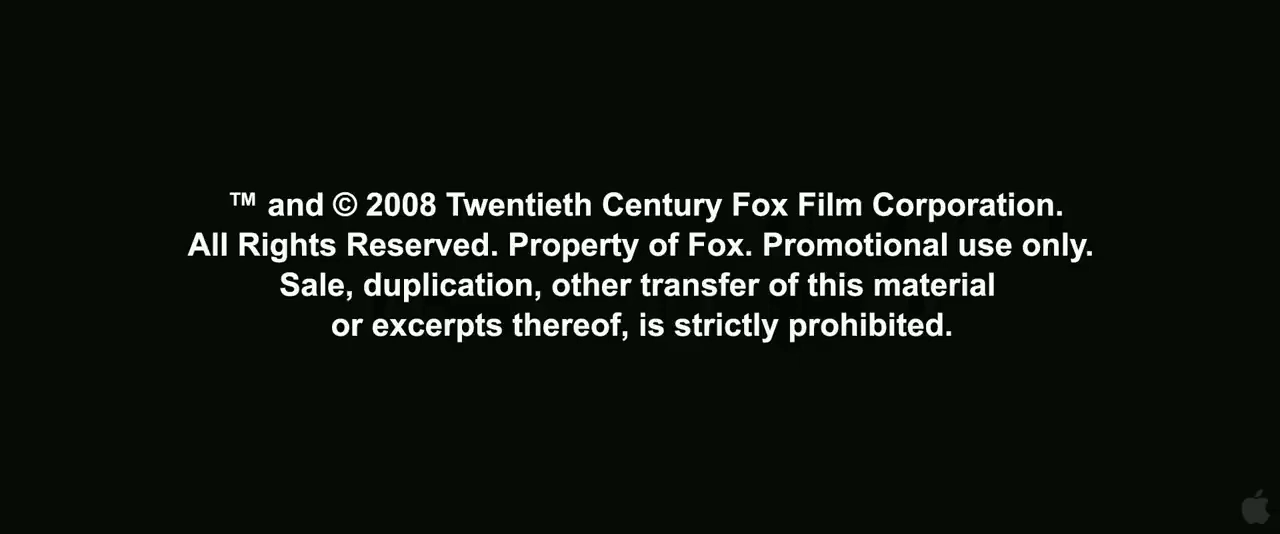 ™ and © 2008 Twentieth Century Fox Film Corporation.
All Rights Reserved. Property of Fox. Promotional use only.
Sale, duplication, other transfer of this material
or excerpts thereof, is strictly prohibited.